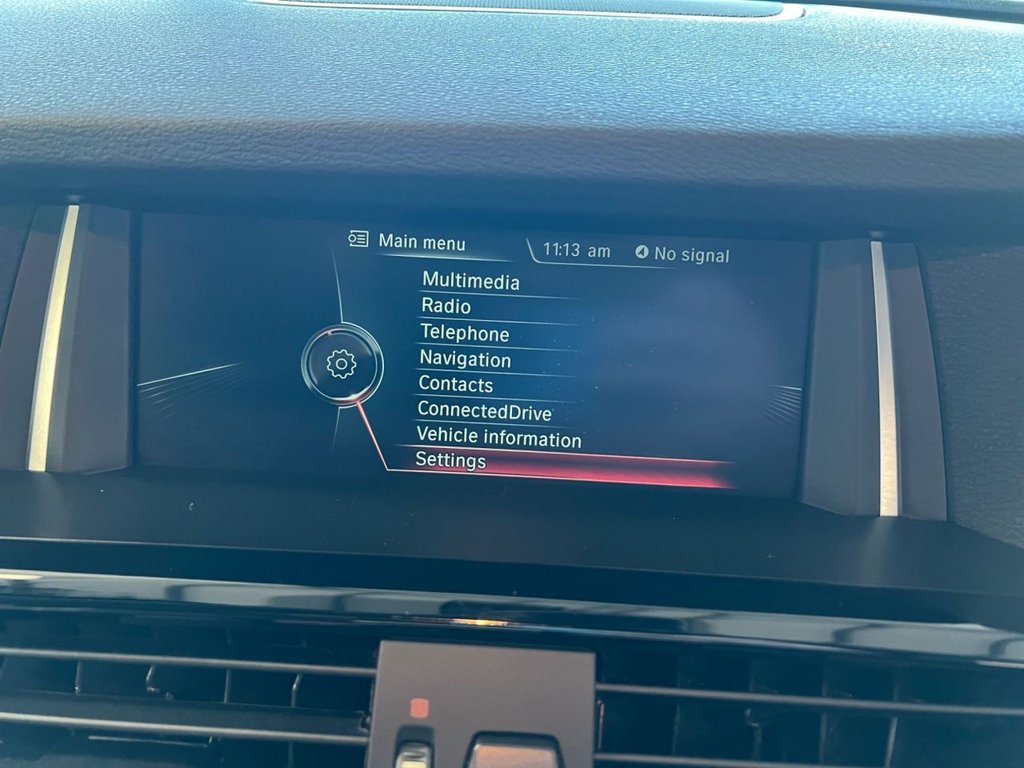 Main menu 11:13 am No signal
Multimedia
Radio
Telephone
Navigation
Contacts
ConnectedDrive
Vehicle information
Settings